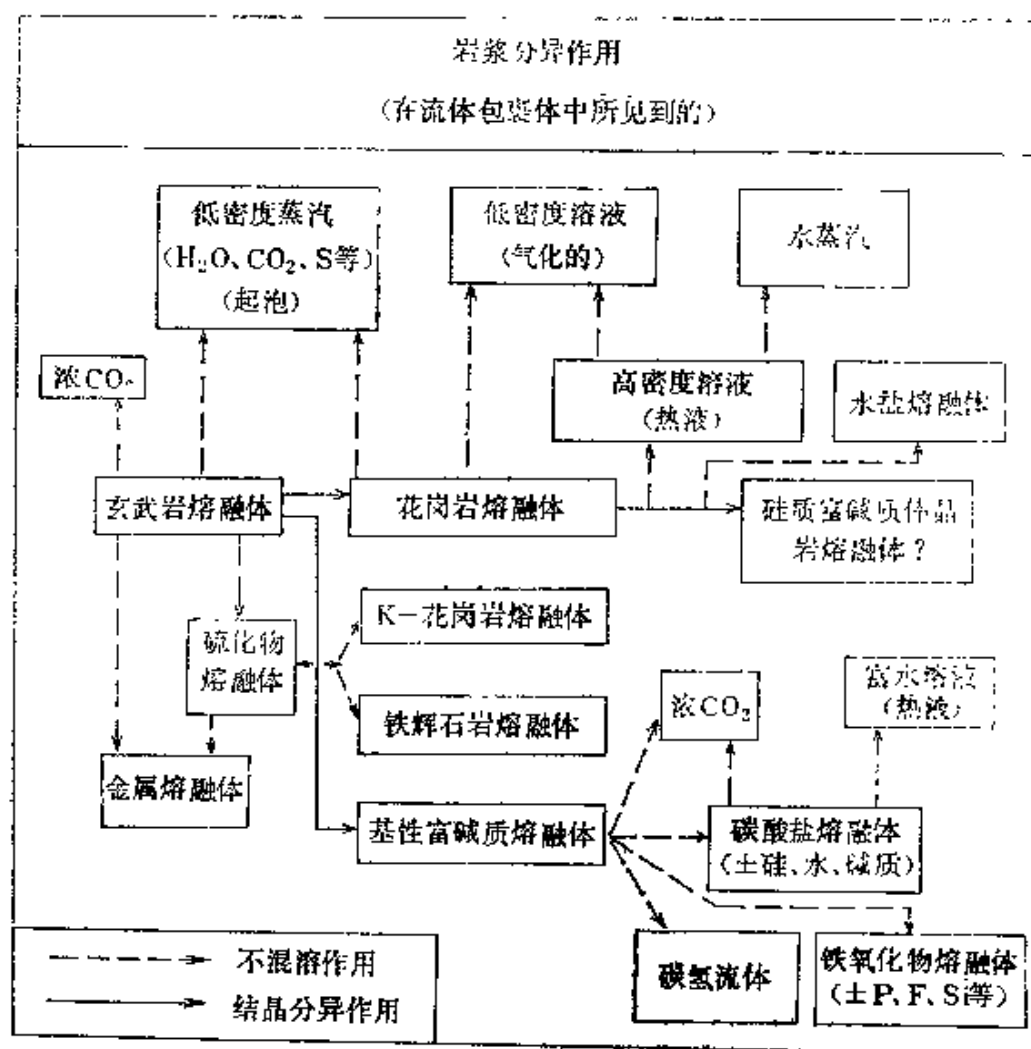 岩浆分异作用
(在流体包裹体中所见到的)
低密度蒸汽
(H₂O、CO₂、S等)
(起泡)
低密度溶液
(气化的)
水蒸汽
浓CO₂
高密度溶液
(热液)
水盐熔融体
玄武岩熔融体
花岗岩熔融体
硅质富碱质伟晶
岩熔融体?
K-花岗岩熔融体
硫化物
熔融体
铁辉石岩熔融体
浓CO₂
富水溶液
(热液)
金属熔融体
基性富碱质熔融体
碳酸盐熔融体
(士硅、水、碱质)
不混溶作用
结晶分异作用
碳氢流体
铁氧化物熔融体
(士P、F、Si等)